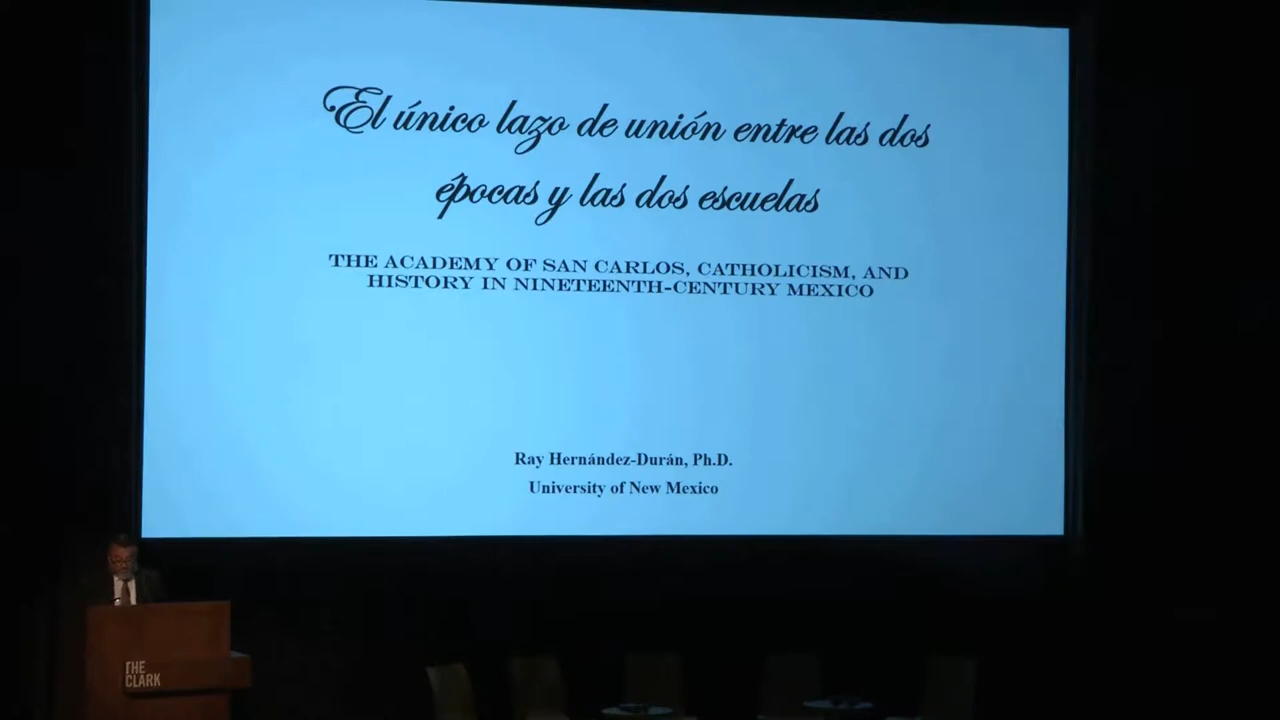 El único lazo de unión entre las dos
épocas y las dos escuelas
THE ACADEMY OF SAN CARLOS, CATHOLICISM, AND
HISTORY IN NINETEENTH-CENTURY MEXICO
Ray Hernández-Durán, Ph.D.
University of New Mexico
THE
CLARK